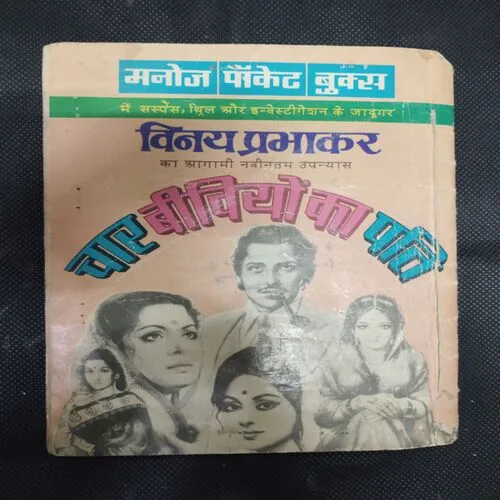 मनोज पॉकेट बुक्स
में सस्पेंस, थ्रिल और इन्वेस्टीगेशन के जादूगर
विनय प्रभाकर
का आगामी नवीनतम उपन्यास
चार बीवियों का पति